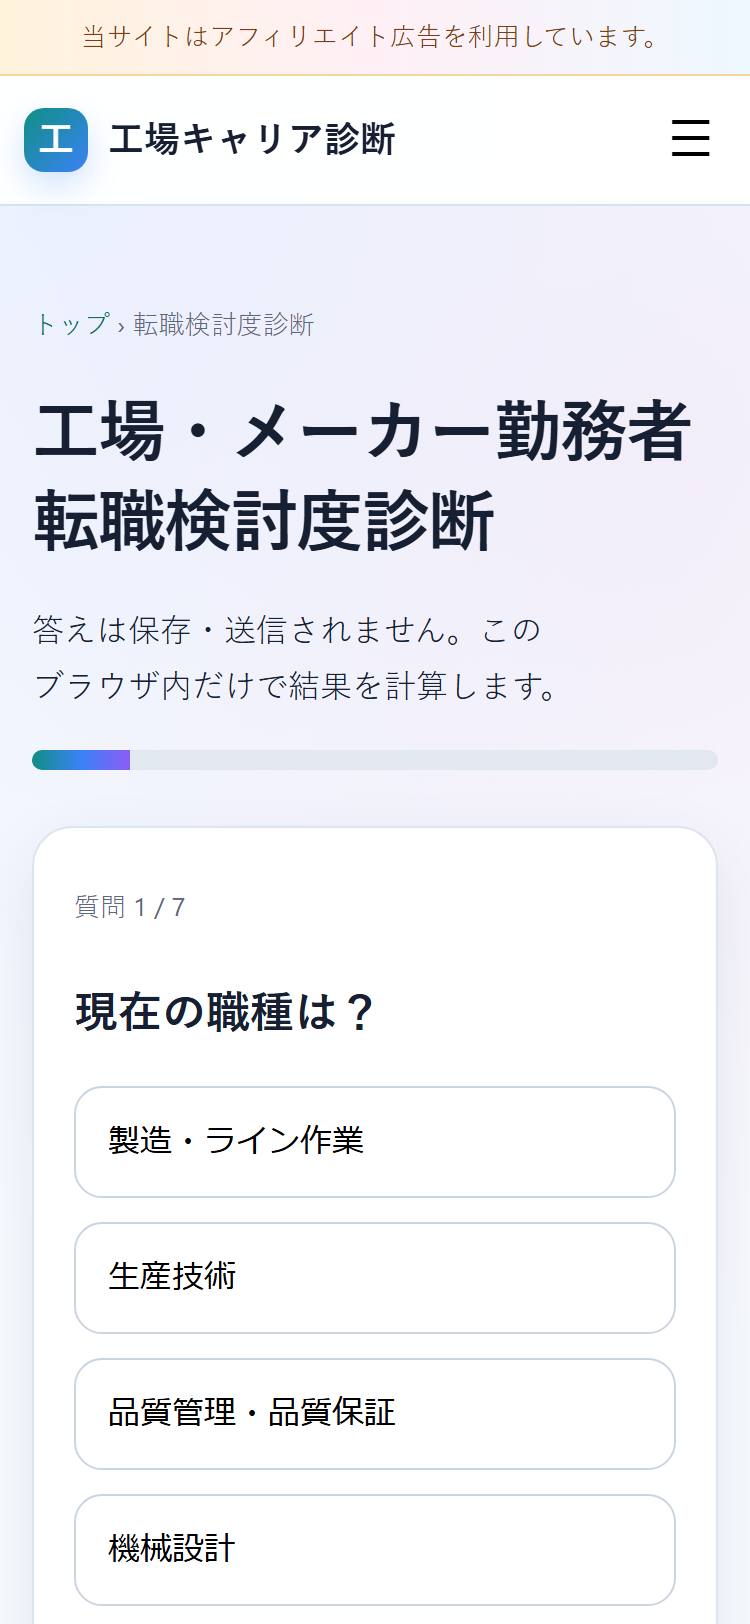 当サイトはアフィリエイト広告を利用しています。
工 工場キャリア診断
トップ › 転職検討度診断
工場・メーカー勤務者
転職検討度診断
答えは保存・送信されません。この
ブラウザ内だけで結果を計算します。
質問 1 / 7
現在の職種は？
製造・ライン作業
生産技術
品質管理・品質保証
機械設計